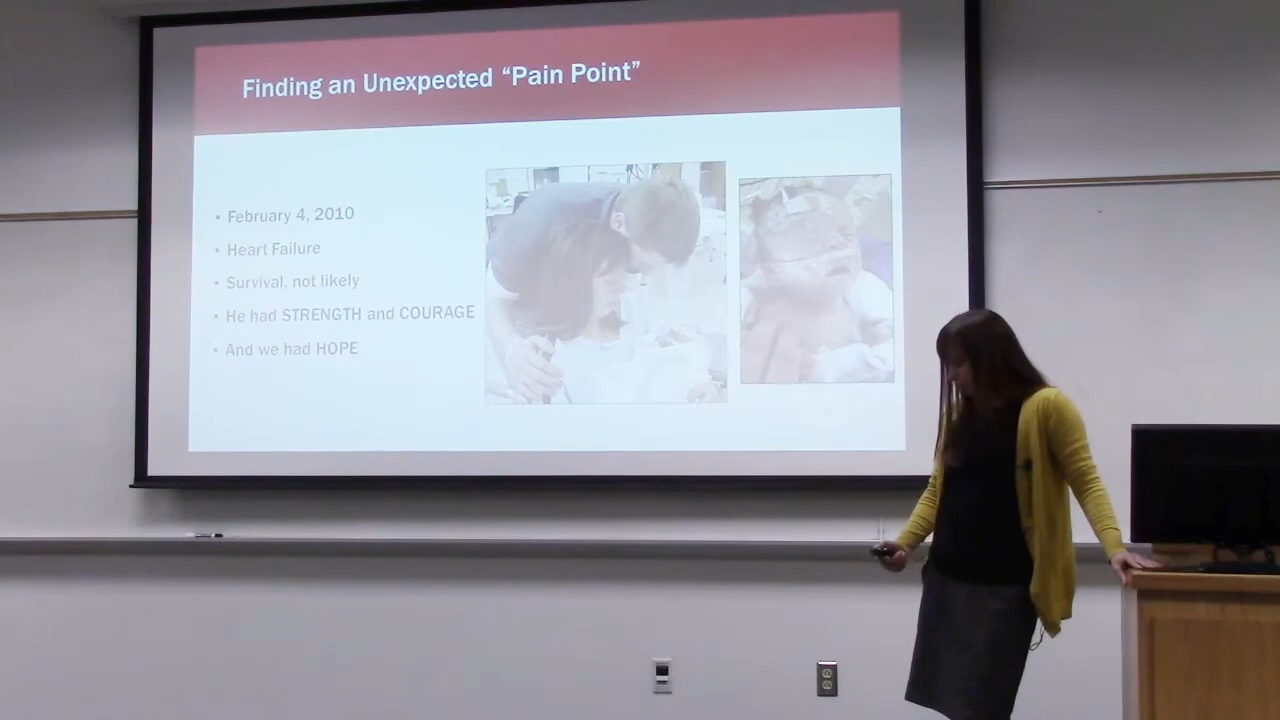 Finding an Unexpected “Pain Point”
• February 4, 2010
• Heart Failure
• Survival, not likely
• He had STRENGTH and COURAGE
• And we had HOPE